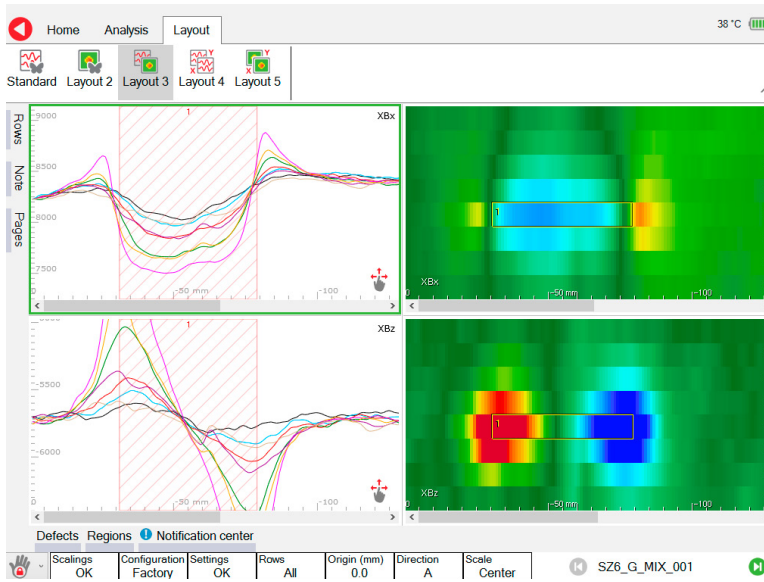 Home Analysis Layout 38 °C
Standard Layout 2 Layout 3 Layout 4 Layout 5
Rows
Note
Pages
9000
8500
8000
7500
1
XBx
0 -50 mm -100
1
XBx
-50 mm -100
-5500
-6000
1
XBz
0 -50 mm -100
1
XBz
0 -50 mm -100
Defects Regions Notification center
Scalings OK
Configuration Factory
Settings OK
Rows All
Origin (mm) 0.0
Direction A
Scale Center
SZ6_G_MIX_001